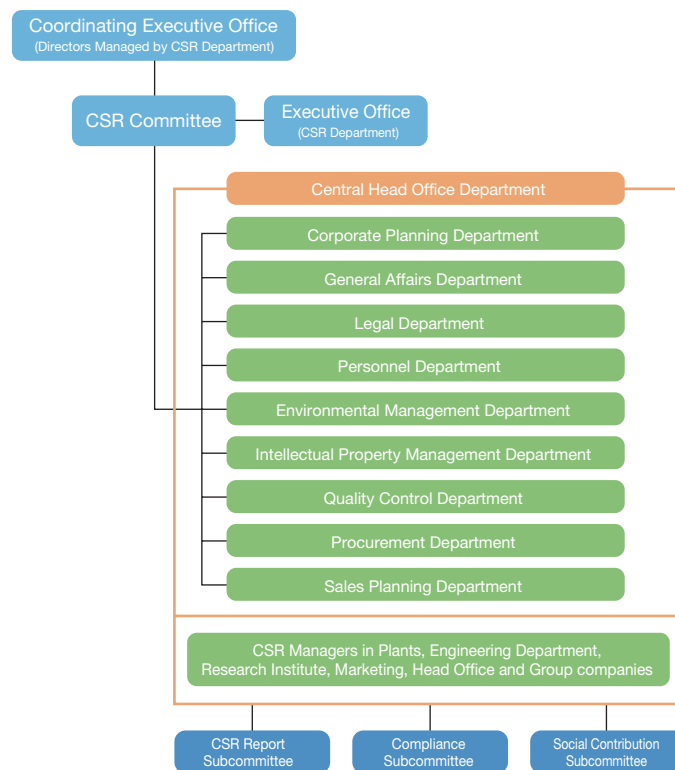 Coordinating Executive Office
(Directors Managed by CSR Department)
CSR Committee
Executive Office
(CSR Department)
Central Head Office Department
Corporate Planning Department
General Affairs Department
Legal Department
Personnel Department
Environmental Management Department
Intellectual Property Management Department
Quality Control Department
Procurement Department
Sales Planning Department
CSR Managers in Plants, Engineering Department,
Research Institute, Marketing, Head Office and Group companies
CSR Report
Subcommittee
Compliance
Subcommittee
Social Contribution
Subcommittee